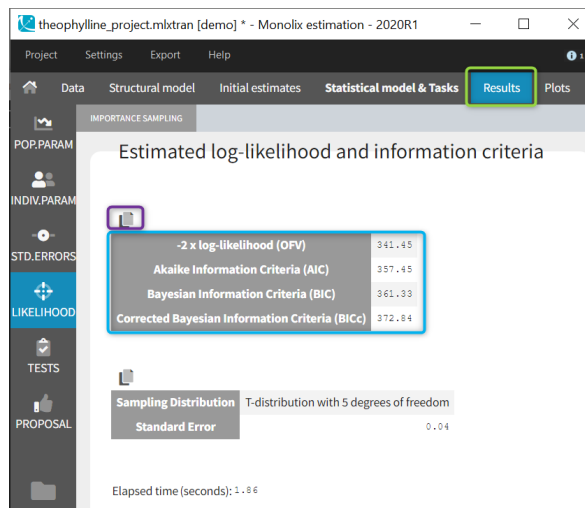 theophylline_project.mlxtran [demo] * - Monolix estimation - 2020R1
Project Settings Export Help 1
Data Structural model Initial estimates Statistical model & Tasks Results Plots
IMPORTANCE SAMPLING
POP.PARAM
Estimated log-likelihood and information criteria
INDIV.PARAM
-2 x log-likelihood (OFV) 341.45
STD.ERRORS
Akaike Information Criteria (AIC) 357.45
Bayesian Information Criteria (BIC) 361.33
LIKELIHOOD
Corrected Bayesian Information Criteria (BICc) 372.84
TESTS
Sampling Distribution T-distribution with 5 degrees of freedom
PROPOSAL
Standard Error 0.04
Elapsed time (seconds): 1.86